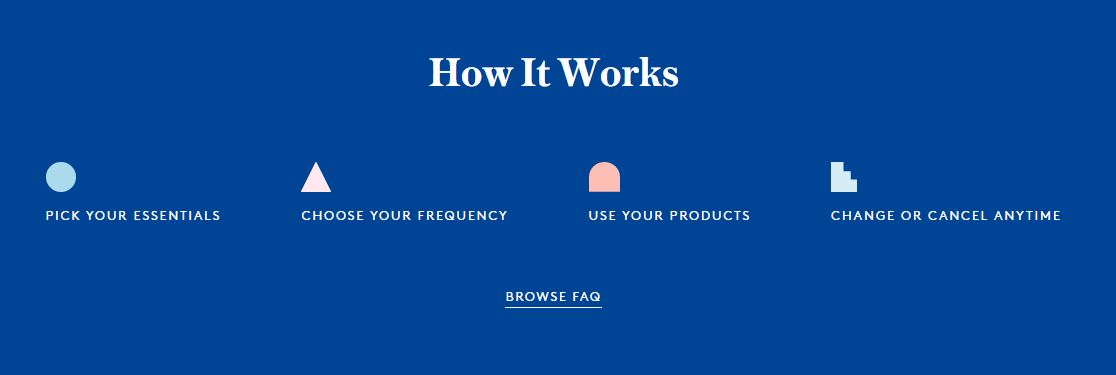 How It Works
PICK YOUR ESSENTIALS
CHOOSE YOUR FREQUENCY
USE YOUR PRODUCTS
CHANGE OR CANCEL ANYTIME
BROWSE FAQ